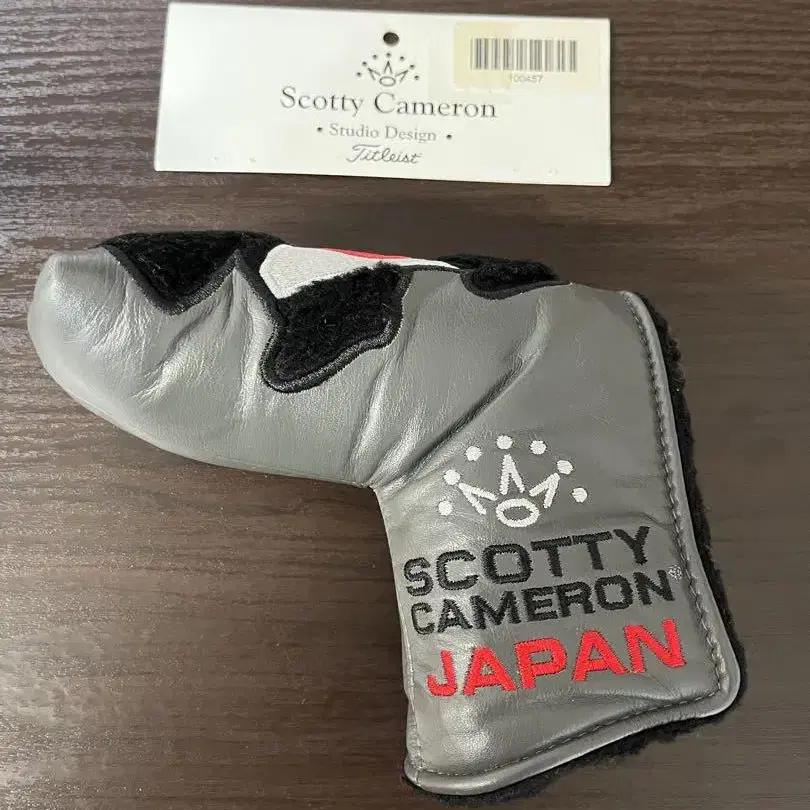 100457
Scotty Cameron
• Studio Design •
Titleist
SCOTTY
CAMERON®
JAPAN